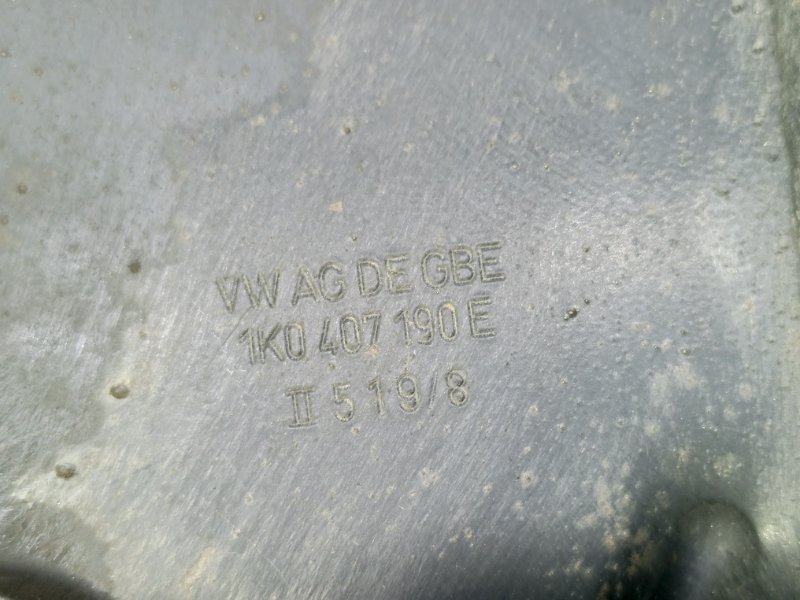 VW AG DE GBE
1K0 407 190 E
II 519/8